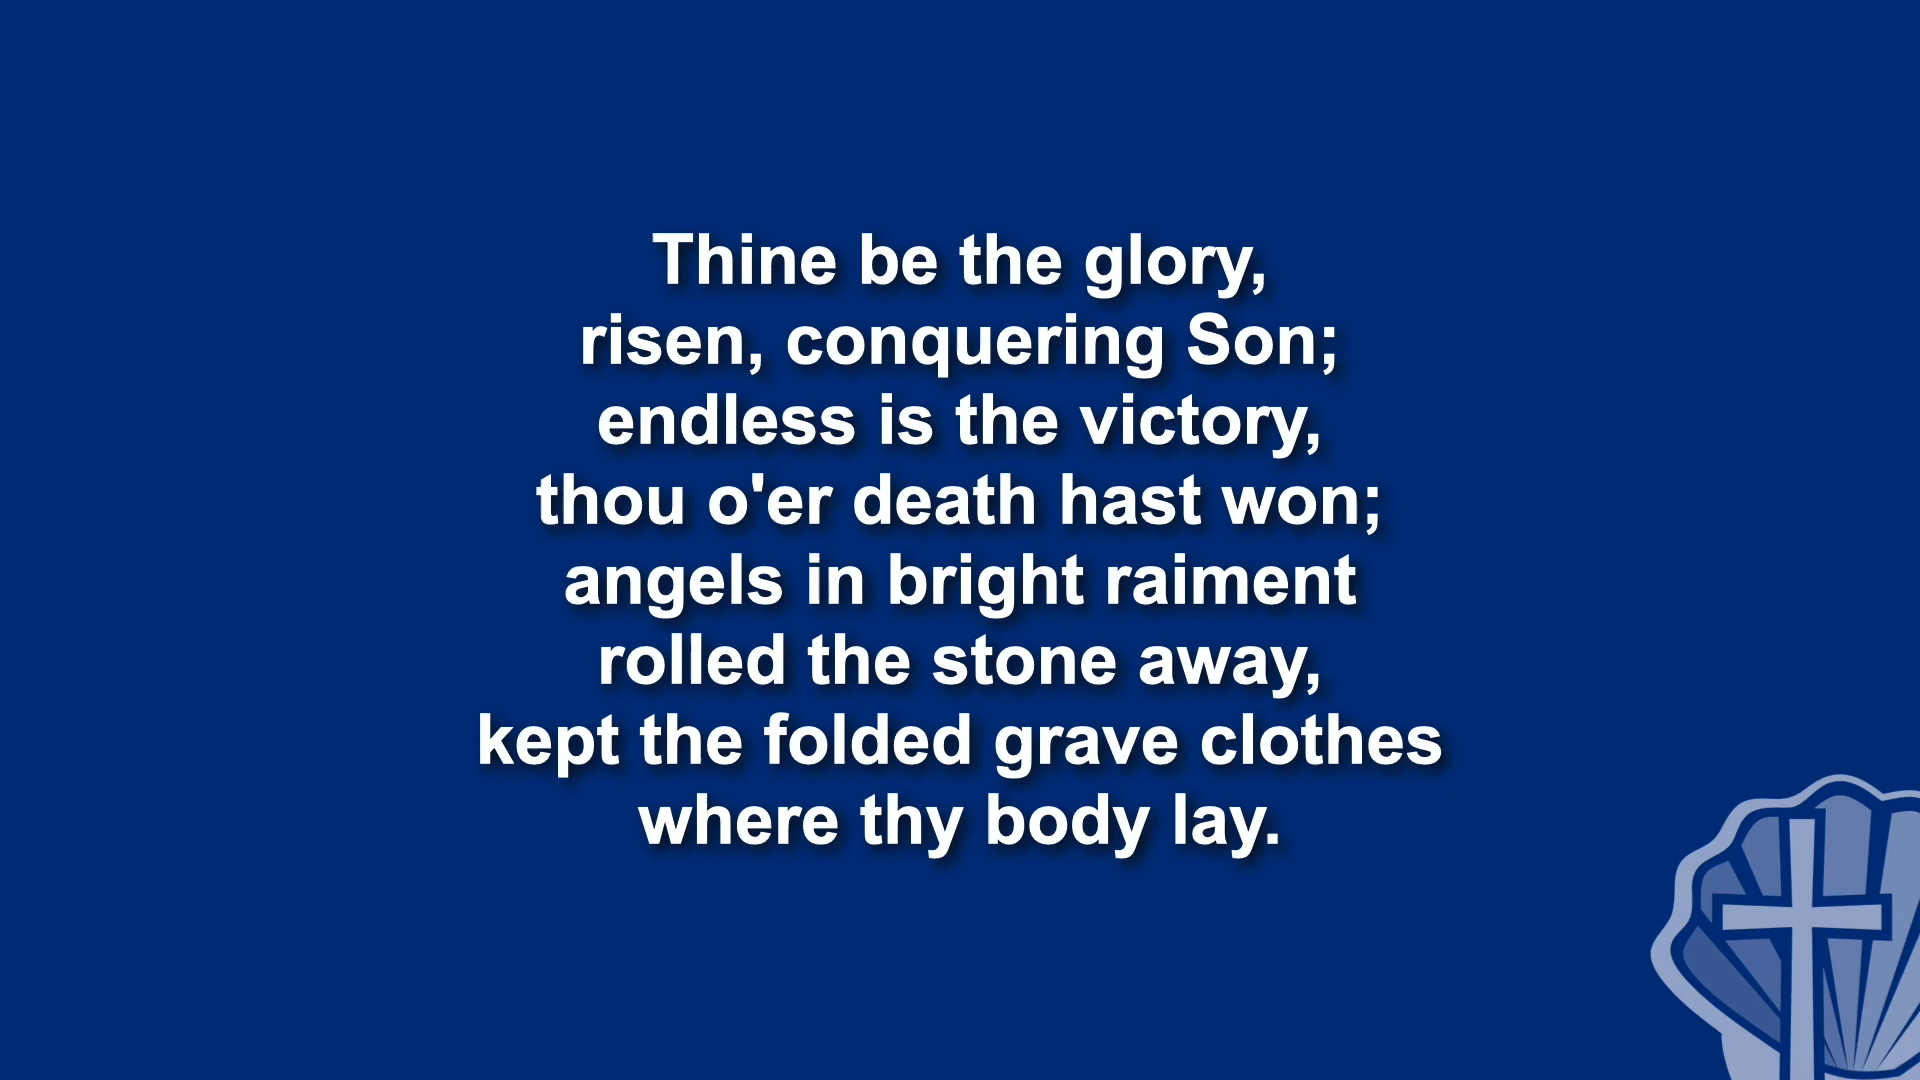 Thine be the glory,
risen, conquering Son;
endless is the victory,
thou o'er death hast won;
angels in bright raiment
rolled the stone away,
kept the folded grave clothes
where thy body lay.